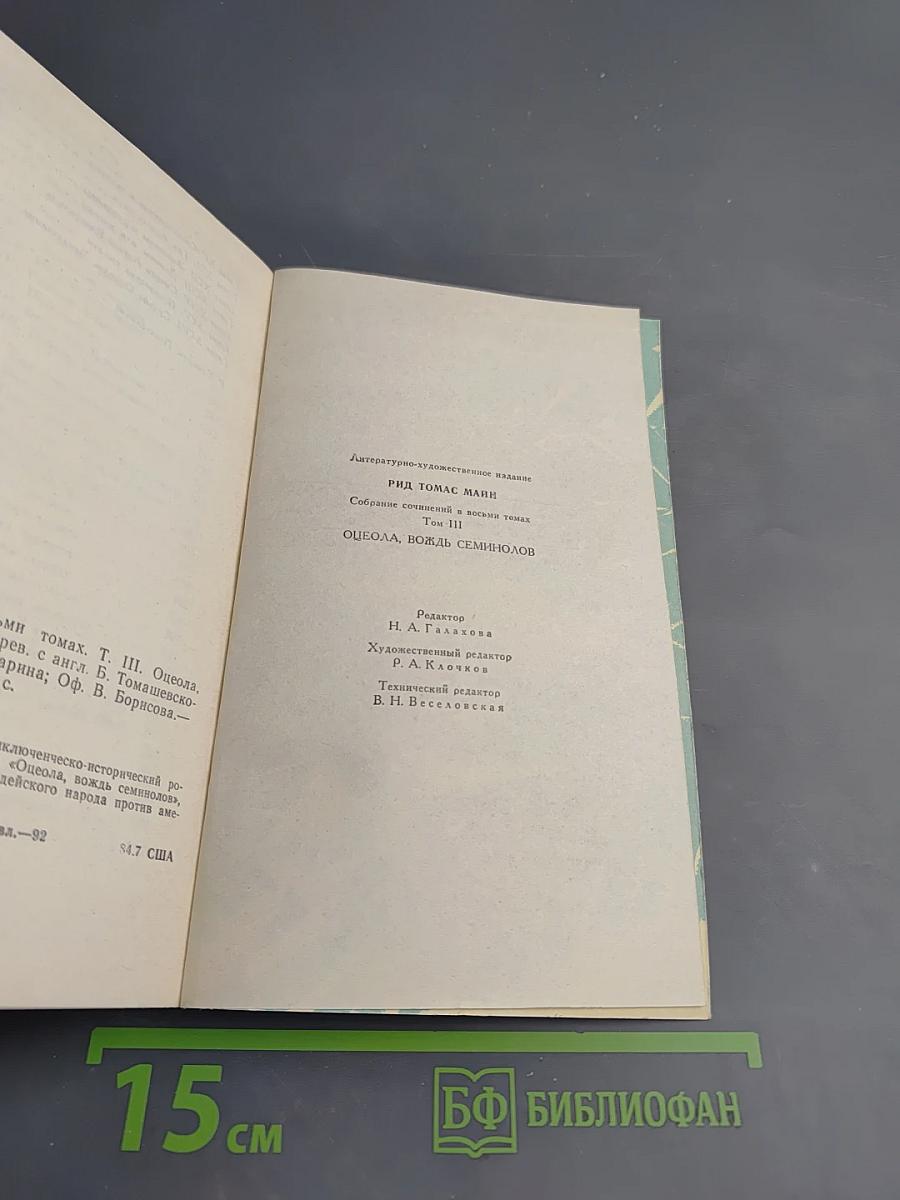 ьми томах. Т. III. Оцеола,
рев. с англ. Б. Томашевско-
арина; Оф. В. Борисова.—
с.
иключенческо-исторический ро-
«Оцеола, вождь семинолов»,
дейского народа против аме-
вл.—92
84.7 США
Литературно-художественное издание
РИД ТОМАС МАЙН
Собрание сочинений в восьми томах
Том III
ОЦЕОЛА, ВОЖДЬ СЕМИНОЛОВ
Редактор
Н. А. Галахова
Художественный редактор
Р. А. Клочков
Технический редактор
В. Н. Веселовская
15 см
БФ БИБЛИОФАН